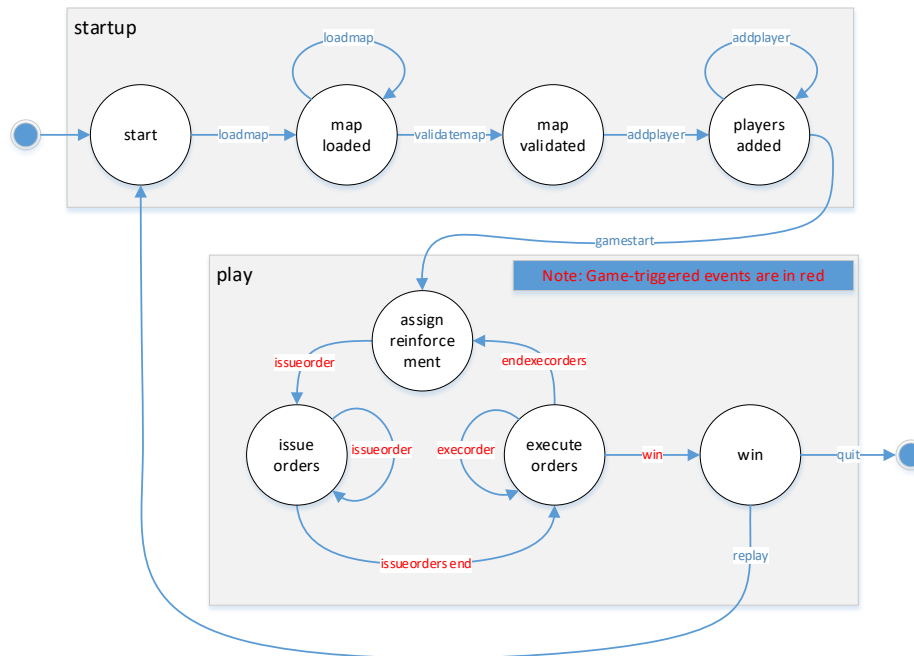 startup
loadmap
addplayer
start
loadmap
map
loaded
validatemap
map
validated
addplayer
players
added
gamestart
play
Note: Game-triggered events are in red
assign
reinforce
ment
issueorder
endexecorders
issue
orders
issueorder
execorder
execute
orders
win
win
quit
issueorders end
replay